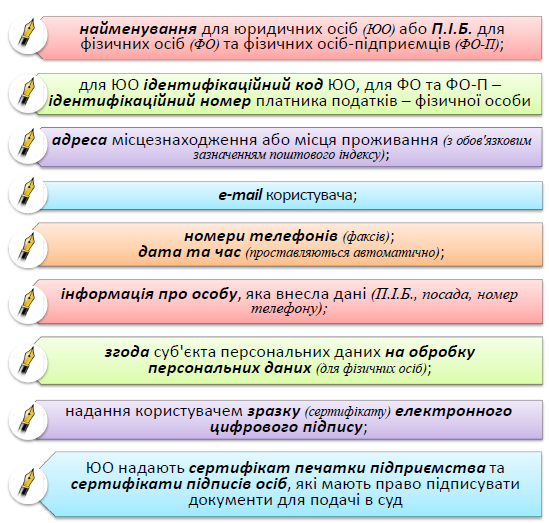 найменування для юридичних осіб (ЮО) або П.І.Б. для
фізичних осіб (ФО) та фізичних осіб-підприємців (ФО-П);
для ЮО ідентифікаційний код ЮО, для ФО та ФО-П –
ідентифікаційний номер платника податків – фізичної особи
адреса місцезнаходження або місця проживання (з обов'язковим
зазначенням поштового індексу);
e-mail користувача;
номери телефонів (факсів);
дата та час (проставляються автоматично);
інформація про особу, яка внесла дані (П.І.Б., посада, номер
телефону);
згода суб'єкта персональних даних на обробку
персональних даних (для фізичних осіб);
надання користувачем зразку (сертифікату) електронного
цифрового підпису;
ЮО надають сертифікат печатки підприємства та
сертифікати підписів осіб, які мають право підписувати
документи для подачі в суд